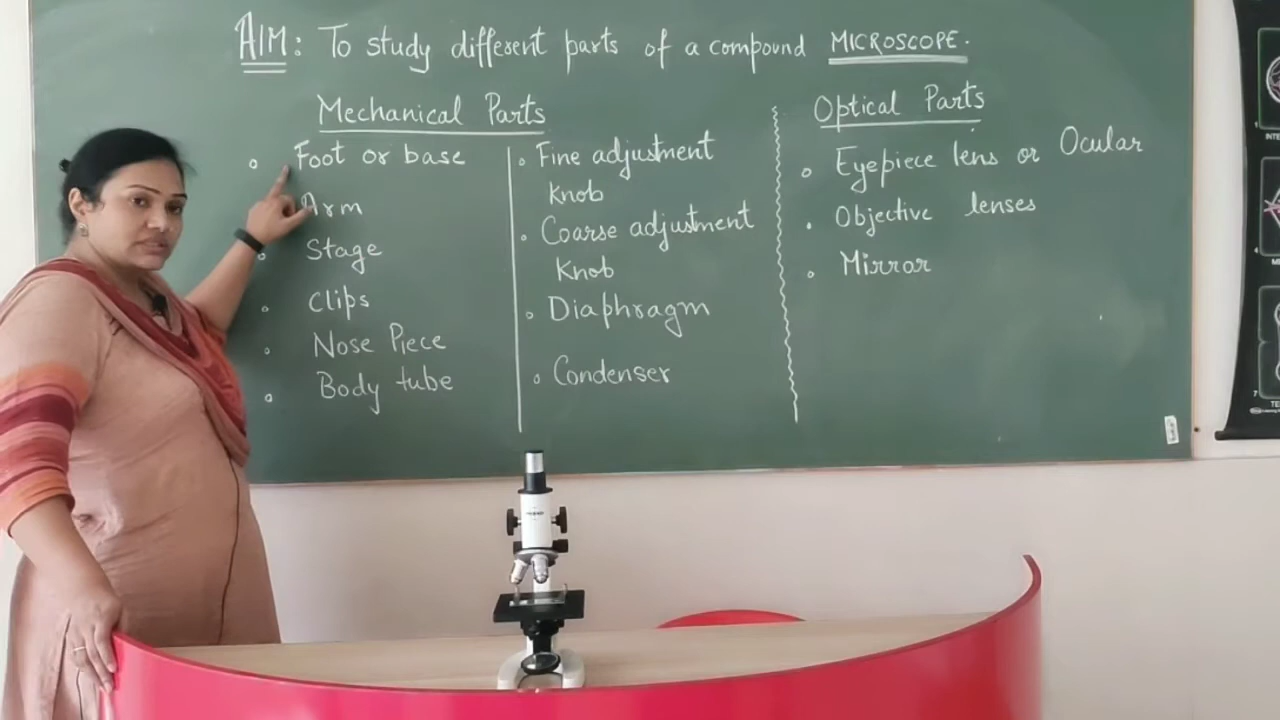 AIM: To study different parts of a compound MICROSCOPE.
Mechanical Parts
Foot or base
Arm
Stage
Clips
Nose Piece
Body tube
Fine adjustment
Knob
Coarse adjustment
Knob
Diaphragm
Condenser
Optical Parts
Eyepiece lens or Ocular
Objective lenses
Mirror